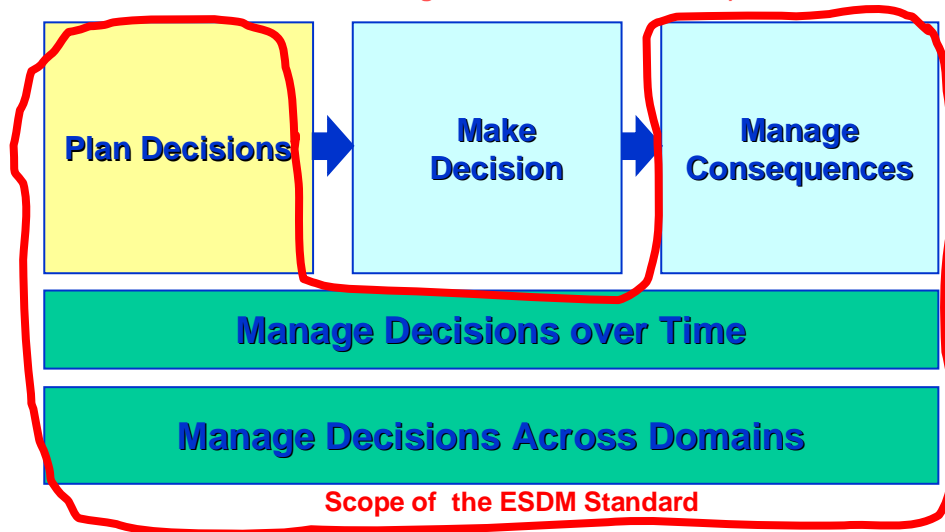 Plan Decisions
Make
Decision
Manage
Consequences
Manage Decisions over Time
Manage Decisions Across Domains
Scope of the ESDM Standard